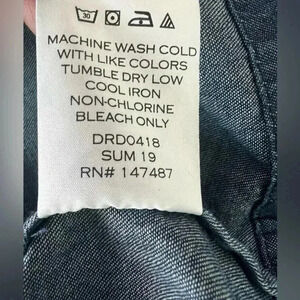 30
MACHINE WASH COLD
WITH LIKE COLORS
TUMBLE DRY LOW
COOL IRON
NON-CHLORINE
BLEACH ONLY
DRD0418
SUM 19
RN# 147487